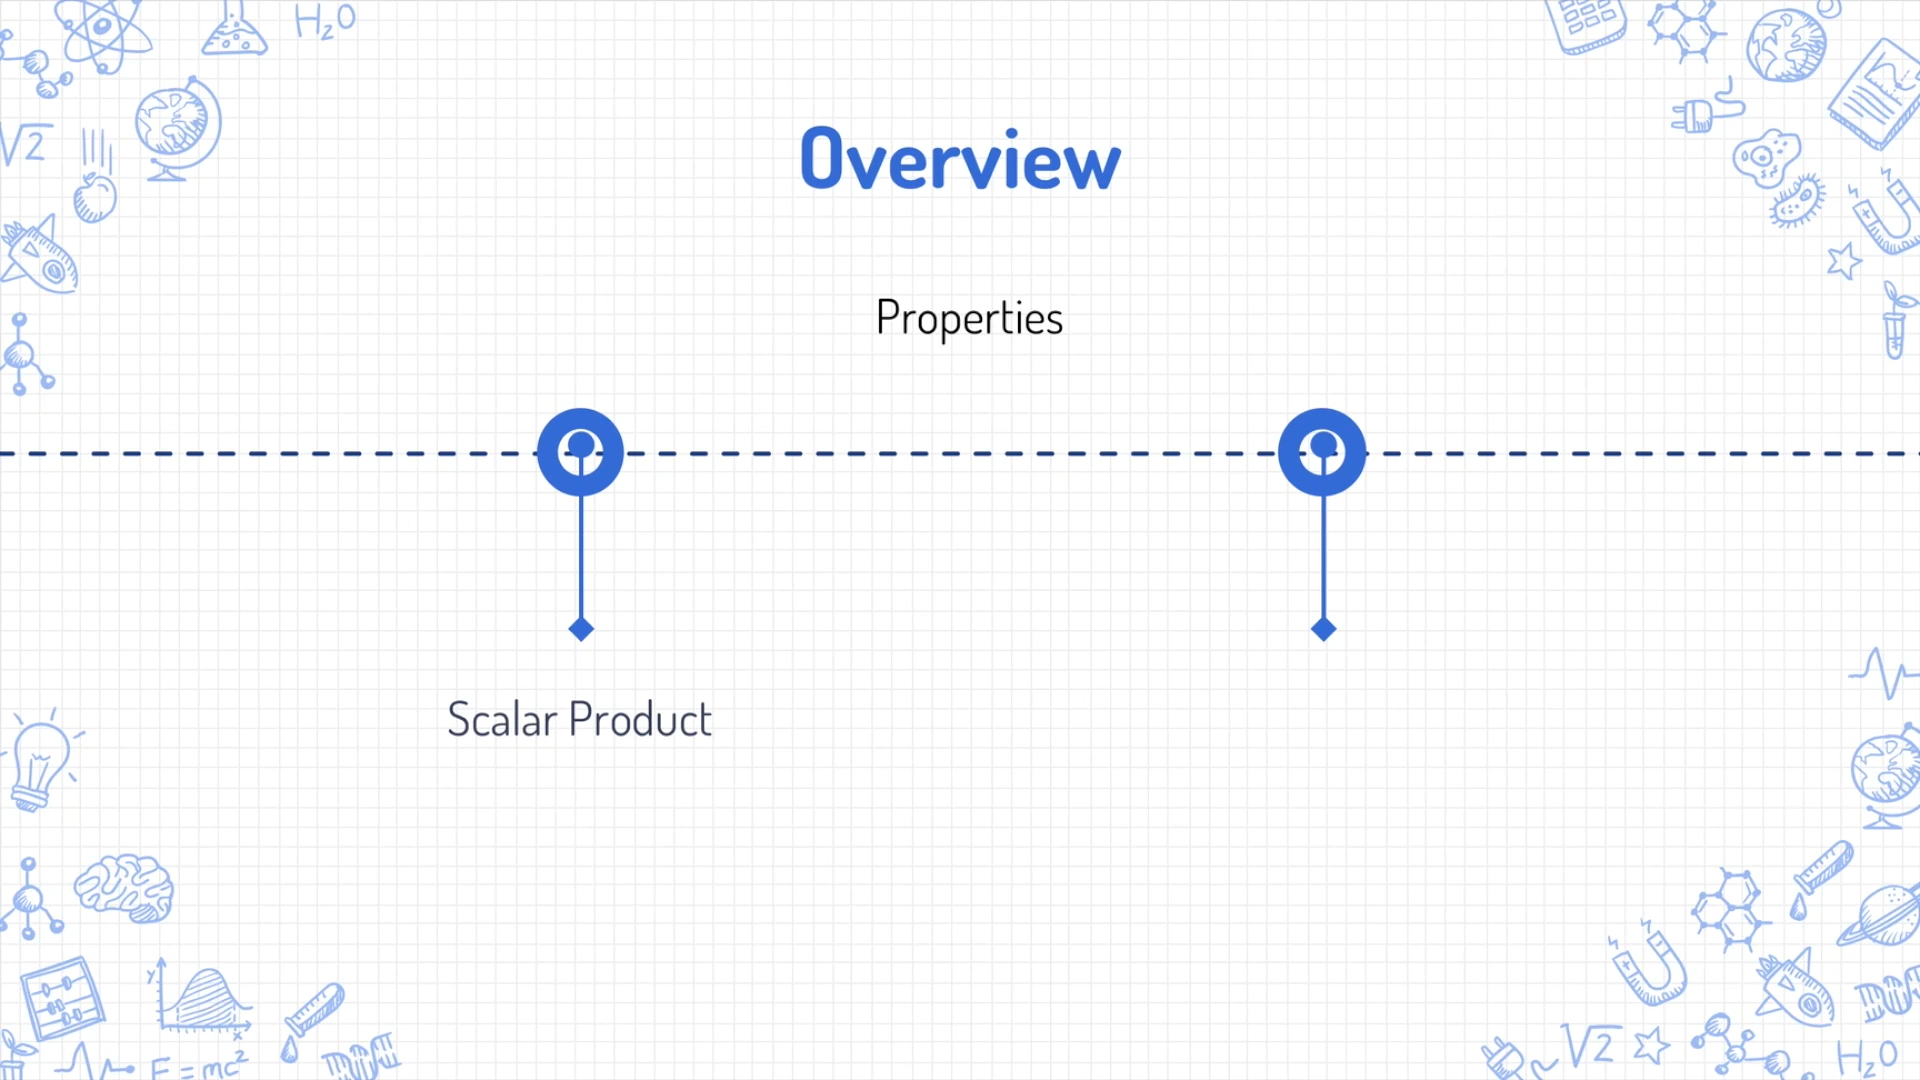 H₂O
√2
Overview
Properties
Scalar Product
y
x
E=mc²
√2
H₂O